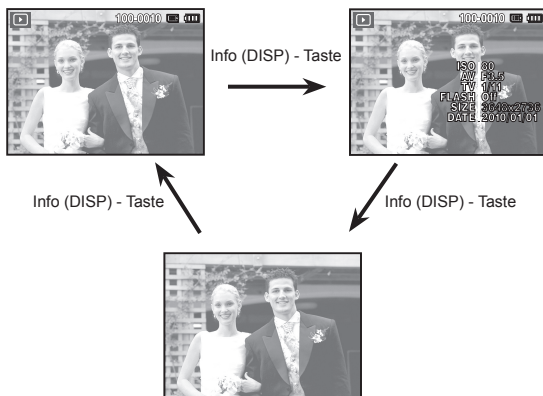 100-0010
Info (DISP) - Taste
100-0010
ISO 80
AV F3.5
TV 1/11
FLASH Off
SIZE 3648x2736
DATE 2010/01/01
Info (DISP) - Taste
Info (DISP) - Taste